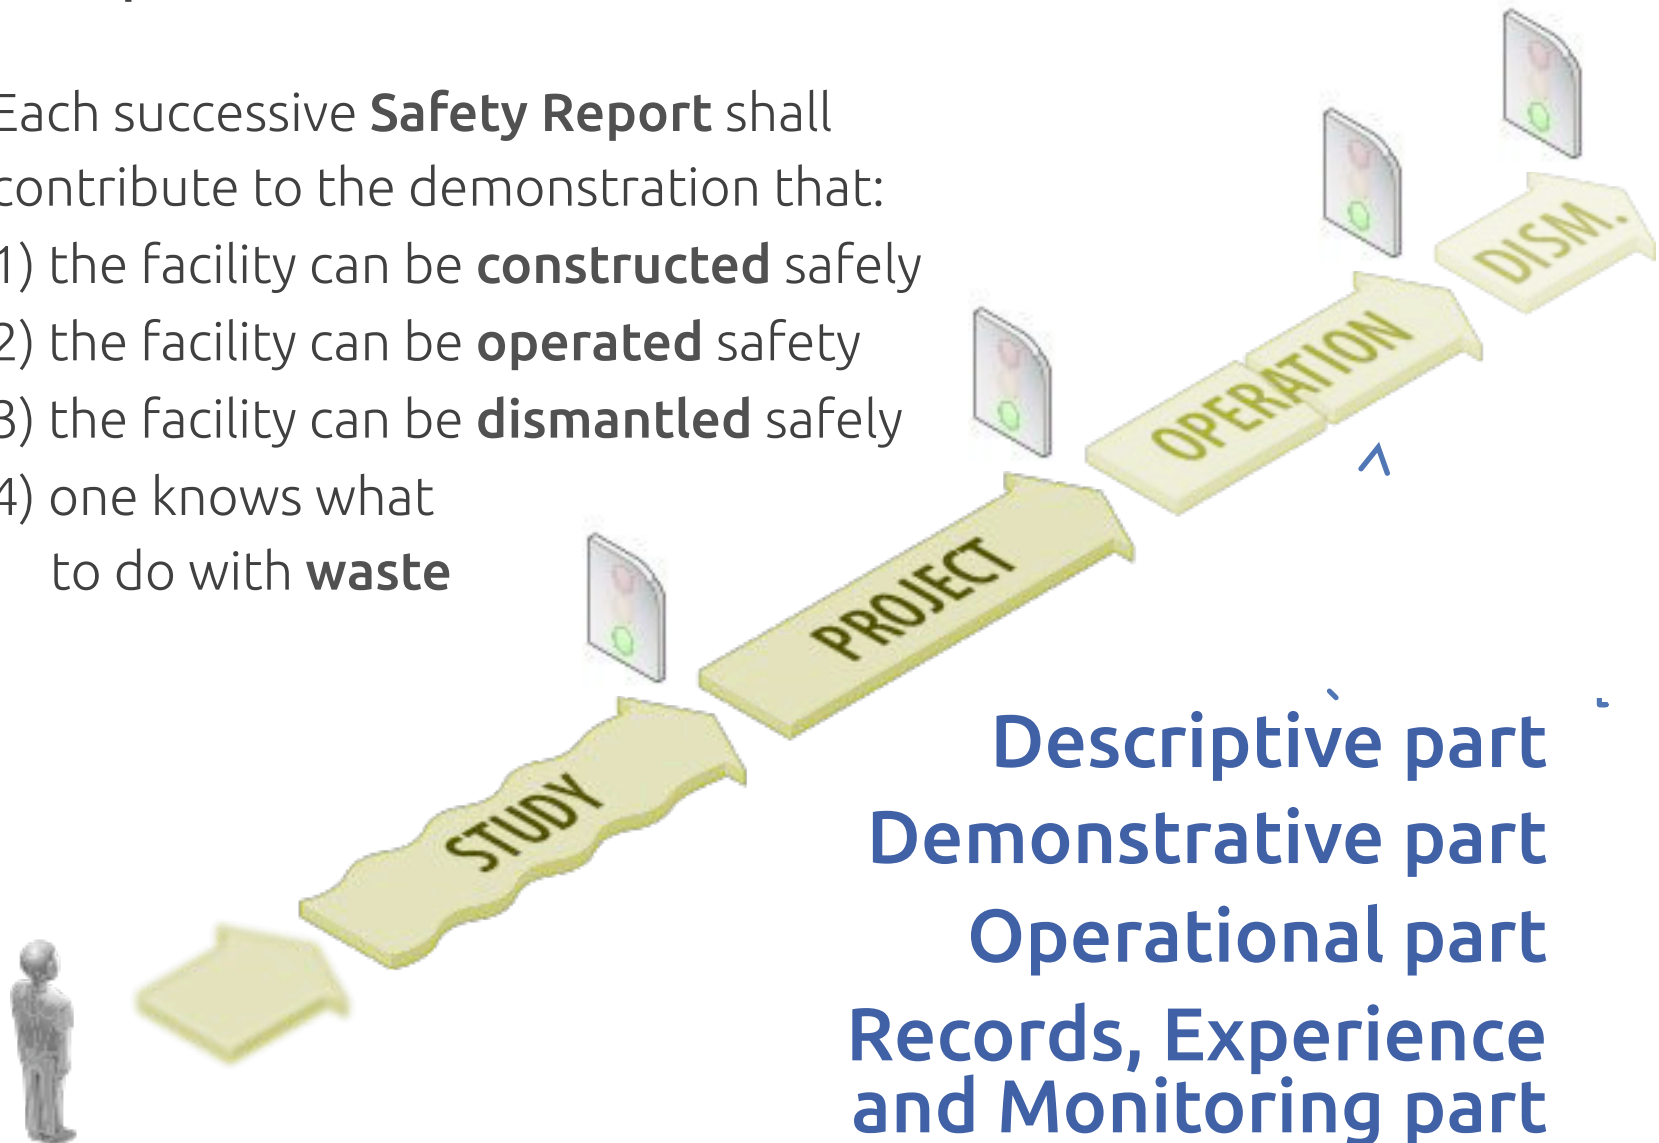 Each successive Safety Report shall
contribute to the demonstration that:
1) the facility can be constructed safely
2) the facility can be operated safety
3) the facility can be dismantled safely
4) one knows what
to do with waste
DISM.
OPERATION
PROJECT
STUDY
Descriptive part
Demonstrative part
Operational part
Records, Experience
and Monitoring part